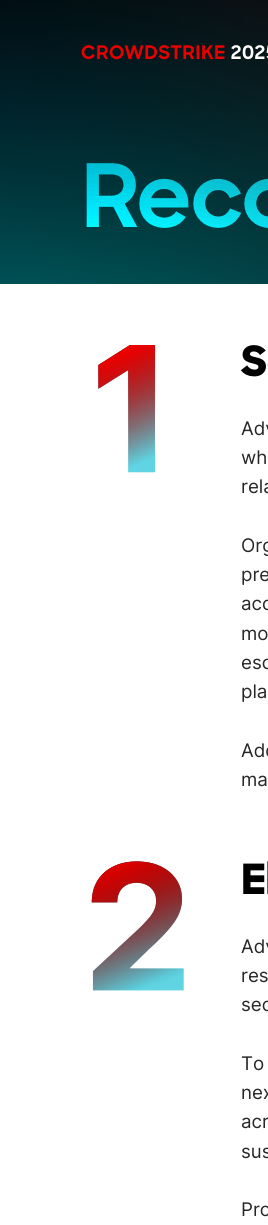 CROWDSTRIKE 2025
Reco
1
S
Adv
wh
rela
Org
pre
acc
mo
esc
pla
Add
ma
2
El
Adv
res
sec
To
nex
acr
sus
Pro